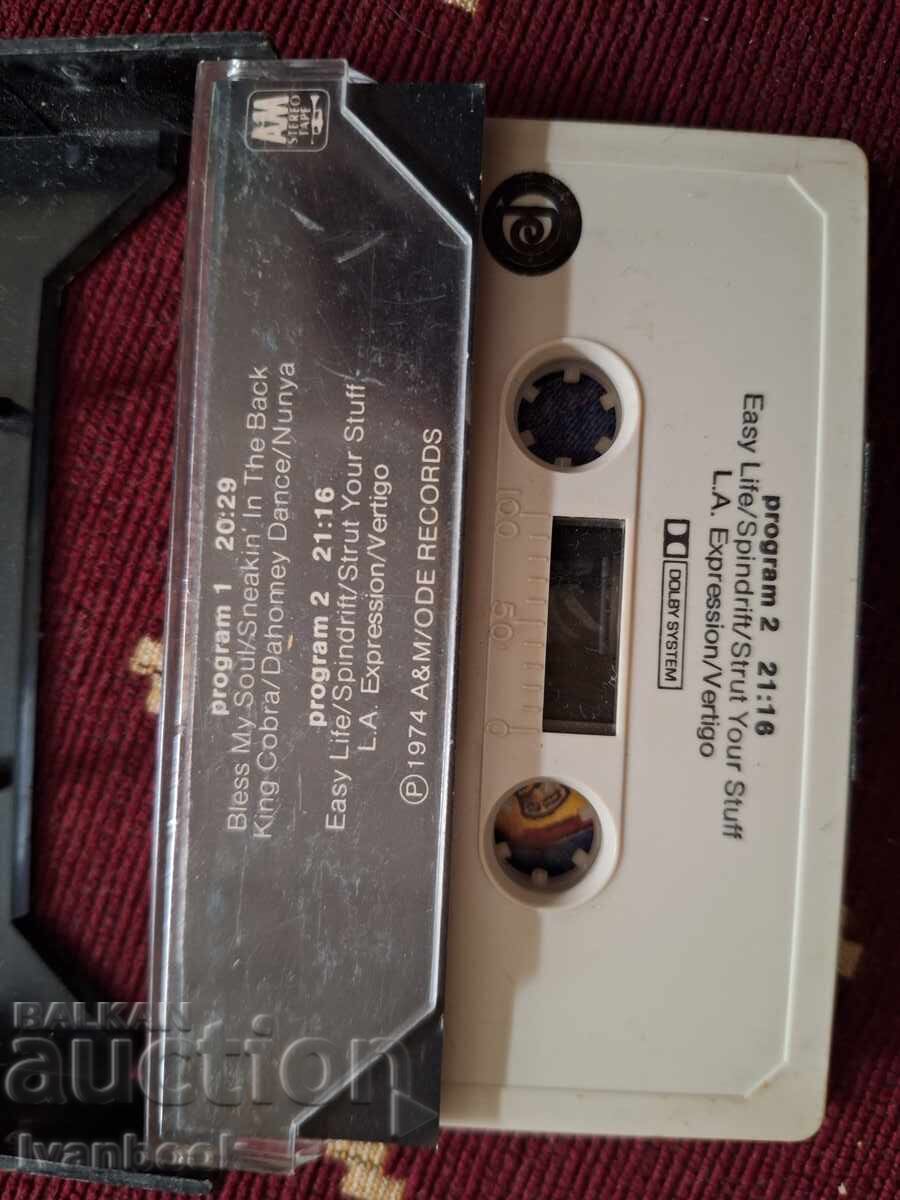 A&M
STEREO
TAPE
program 1 20:29
Bless My Soul/Sneakin' In The Back
King Cobra/Dahomey Dance/Nunya
program 2 21:16
Easy Life/Spindrift/Strut Your Stuff
L.A. Expression/Vertigo
Ⓟ 1974 A&M/ODE RECORDS
program 2 21:16
Easy Life/Spindrift/Strut Your Stuff
L.A. Expression/Vertigo
DOLBY SYSTEM
100 50 0
BALKAN
auction
Ivanbook